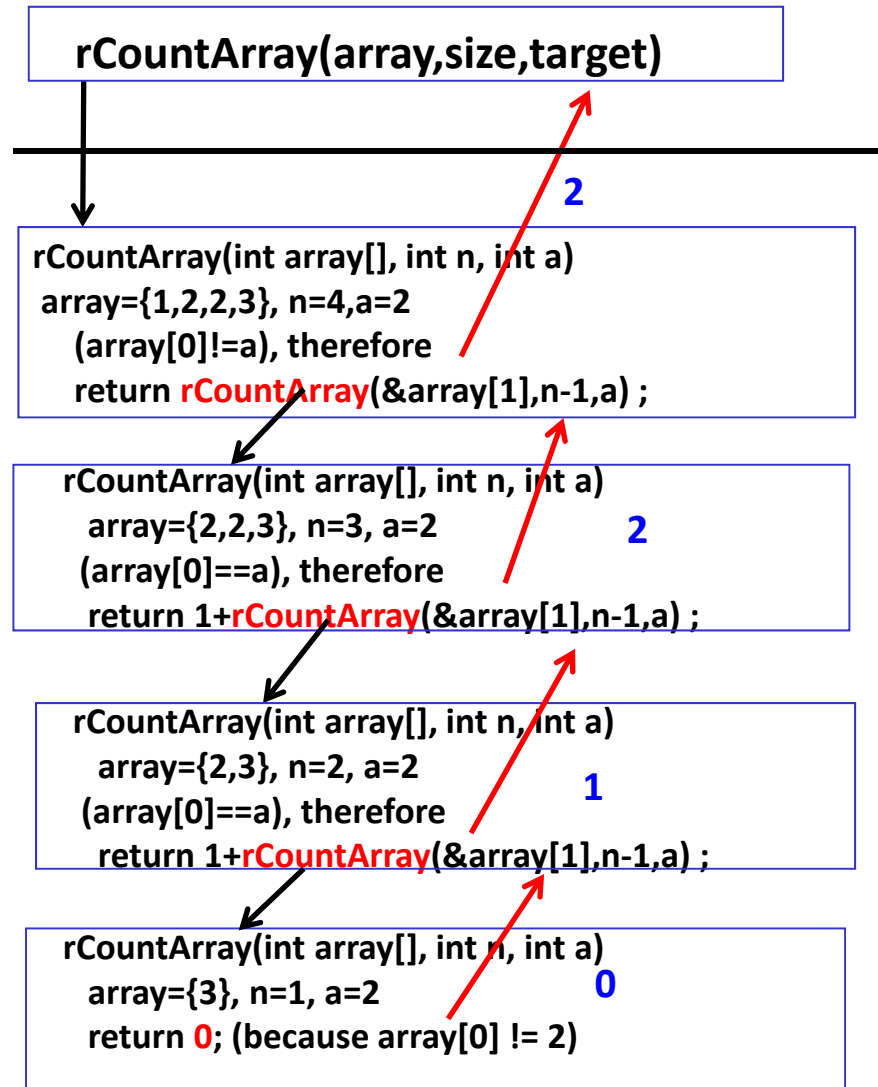 rCountArray(array,size,target)
2
rCountArray(int array[], int n, int a)
array={1,2,2,3}, n=4,a=2
(array[0]!=a), therefore
return rCountArray(&array[1],n-1,a) ;
rCountArray(int array[], int n, int a)
array={2,2,3}, n=3, a=2
2
(array[0]==a), therefore
return 1+rCountArray(&array[1],n-1,a) ;
rCountArray(int array[], int n, int a)
array={2,3}, n=2, a=2
1
(array[0]==a), therefore
return 1+rCountArray(&array[1],n-1,a) ;
rCountArray(int array[], int n, int a)
array={3}, n=1, a=2
0
return 0; (because array[0] != 2)